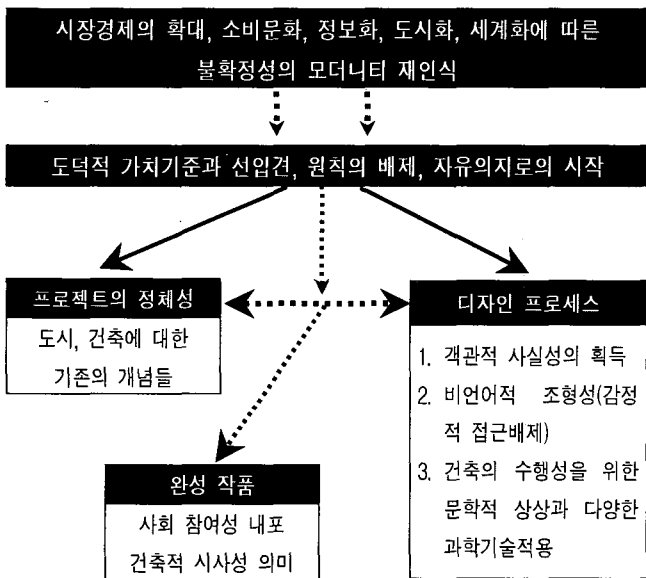 시장경제의 확대, 소비문화, 정보화, 도시화, 세계화에 따른
불확정성의 모더니티 재인식
도덕적 가치기준과 선입견, 원칙의 배제, 자유의지로의 시작
프로젝트의 정체성
도시, 건축에 대한
기존의 개념들
디자인 프로세스
1. 객관적 사실성의 획득
2. 비언어적 조형성(감정
적 접근배제)
3. 건축의 수행성을 위한
문학적 상상과 다양한
과학기술적용
완성 작품
사회 참여성 내포
건축적 시사성 의미